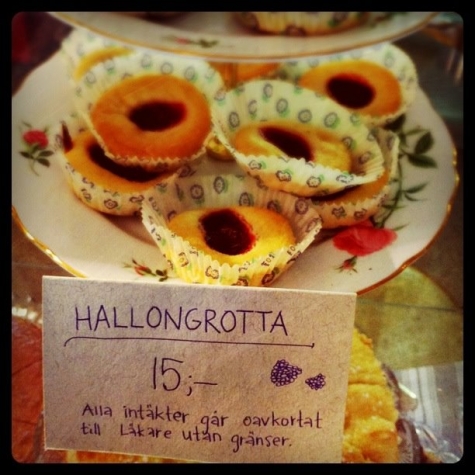 HALLONGROTTA
15;-
Alla intäkter går oavkortat
till Läkare utan gränser.